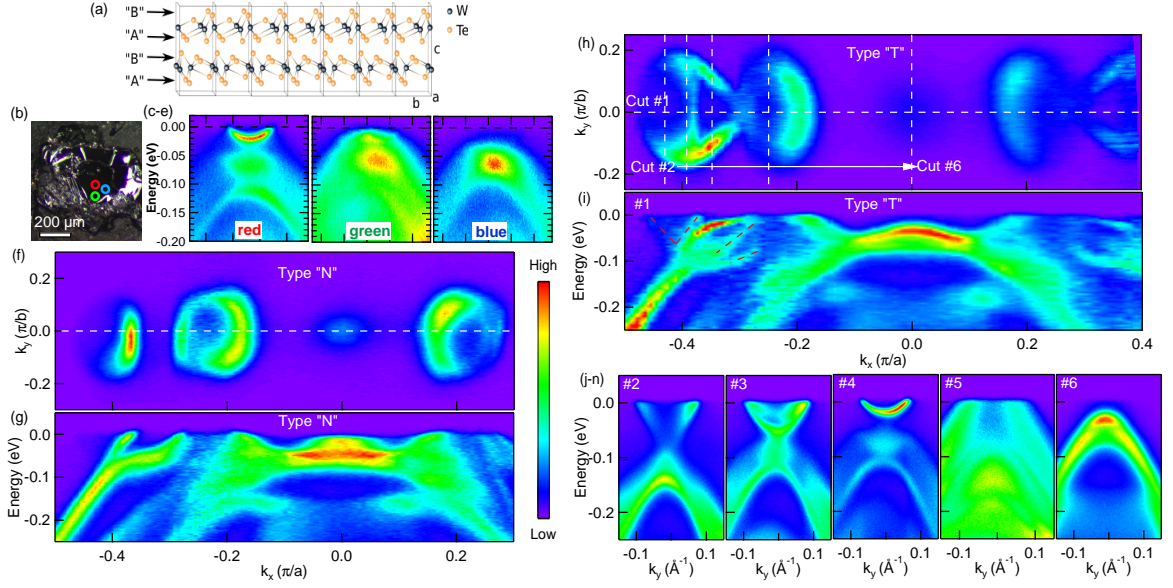 (a)
"B"
"A"
"B"
"A"
W
Te
c
b
a
(b)
200 µm
(c-e)
Energy (eV)
0.00
-0.05
-0.10
-0.15
-0.20
red
green
blue
(f)
Type "N"
k_y (π/b)
0.2
0.0
-0.2
High
Low
(g)
Type "N"
Energy (eV)
0.0
-0.1
-0.2
-0.4
-0.2
0.0
0.2
k_x (π/a)
(h)
Type "T"
k_y (π/b)
0.2
0.0
-0.2
Cut #1
Cut #2
Cut #6
(i)
#1
Type "T"
Energy (eV)
0.0
-0.1
-0.2
-0.4
-0.2
0.0
0.2
0.4
k_x (π/a)
(j-n)
#2
#3
#4
#5
#6
Energy (eV)
0.0
-0.1
-0.2
-0.1 0.1
-0.1 0.1
-0.1 0.1
-0.1 0.1
-0.1 0.1
k_y (Å⁻¹)
k_y (Å⁻¹)
k_y (Å⁻¹)
k_y (Å⁻¹)
k_y (Å⁻¹)